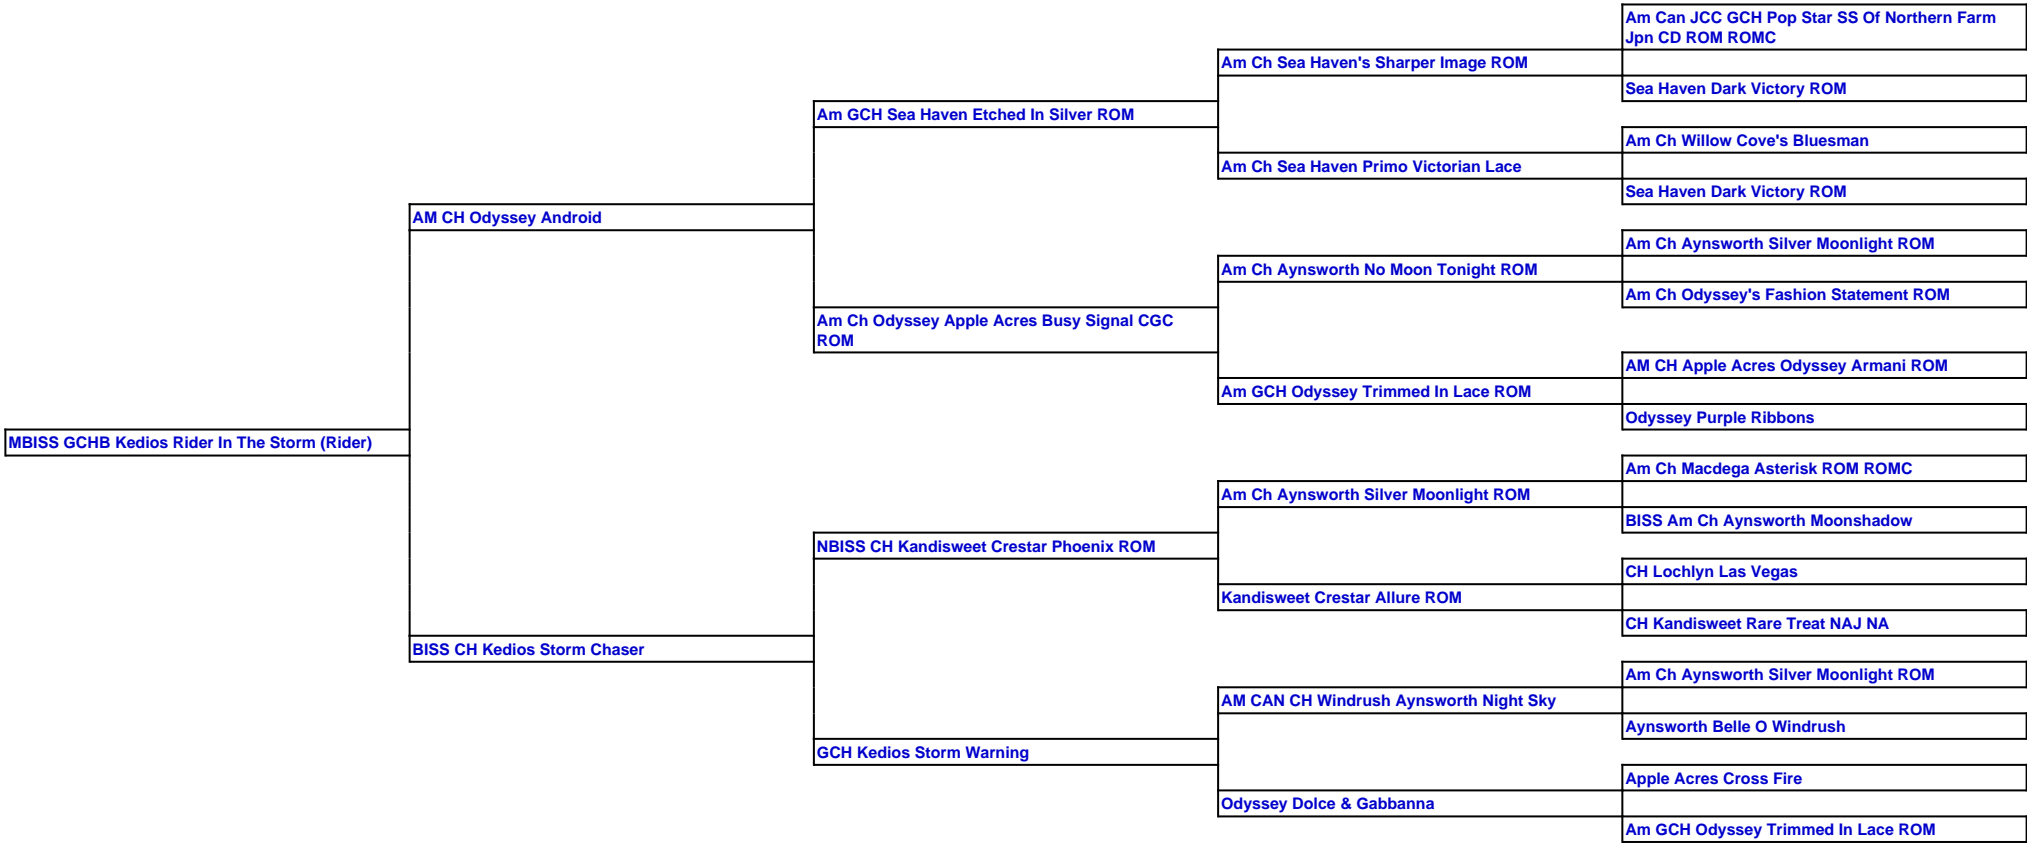 Am Can JCC GCH Pop Star SS Of Northern Farm
Jpn CD ROM ROMC
Am Ch Sea Haven's Sharper Image ROM
Sea Haven Dark Victory ROM
Am GCH Sea Haven Etched In Silver ROM
Am Ch Willow Cove's Bluesman
Am Ch Sea Haven Primo Victorian Lace
Sea Haven Dark Victory ROM
AM CH Odyssey Android
Am Ch Aynsworth Silver Moonlight ROM
Am Ch Aynsworth No Moon Tonight ROM
Am Ch Odyssey's Fashion Statement ROM
Am Ch Odyssey Apple Acres Busy Signal CGC
ROM
AM CH Apple Acres Odyssey Armani ROM
Am GCH Odyssey Trimmed In Lace ROM
Odyssey Purple Ribbons
MBISS GCHB Kedios Rider In The Storm (Rider)
Am Ch Macdega Asterisk ROM ROMC
Am Ch Aynsworth Silver Moonlight ROM
BISS Am Ch Aynsworth Moonshadow
NBISS CH Kandisweet Crestar Phoenix ROM
CH Lochlyn Las Vegas
Kandisweet Crestar Allure ROM
CH Kandisweet Rare Treat NAJ NA
BISS CH Kedios Storm Chaser
Am Ch Aynsworth Silver Moonlight ROM
AM CAN CH Windrush Aynsworth Night Sky
Aynsworth Belle O Windrush
GCH Kedios Storm Warning
Apple Acres Cross Fire
Odyssey Dolce & Gabbanna
Am GCH Odyssey Trimmed In Lace ROM